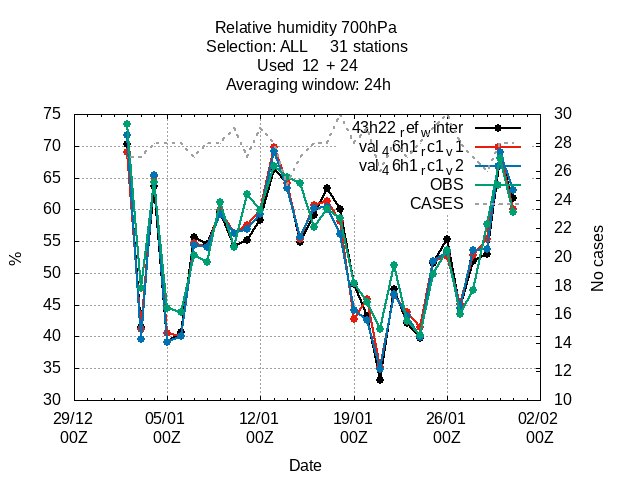 Relative humidity 700hPa
Selection: ALL 31 stations
Used 12 + 24
Averaging window: 24h
75 30
70 28
65 26
60 24
55 22
50 20
45 18
40 16
35 14
12
30 10
43h22_ref_winter
val_46h1_rc1_v1
val_46h1_rc1_v2
OBS
CASES
%
No cases
29/12 05/01 12/01 19/01 26/01 02/02
00Z 00Z 00Z 00Z 00Z 00Z
Date